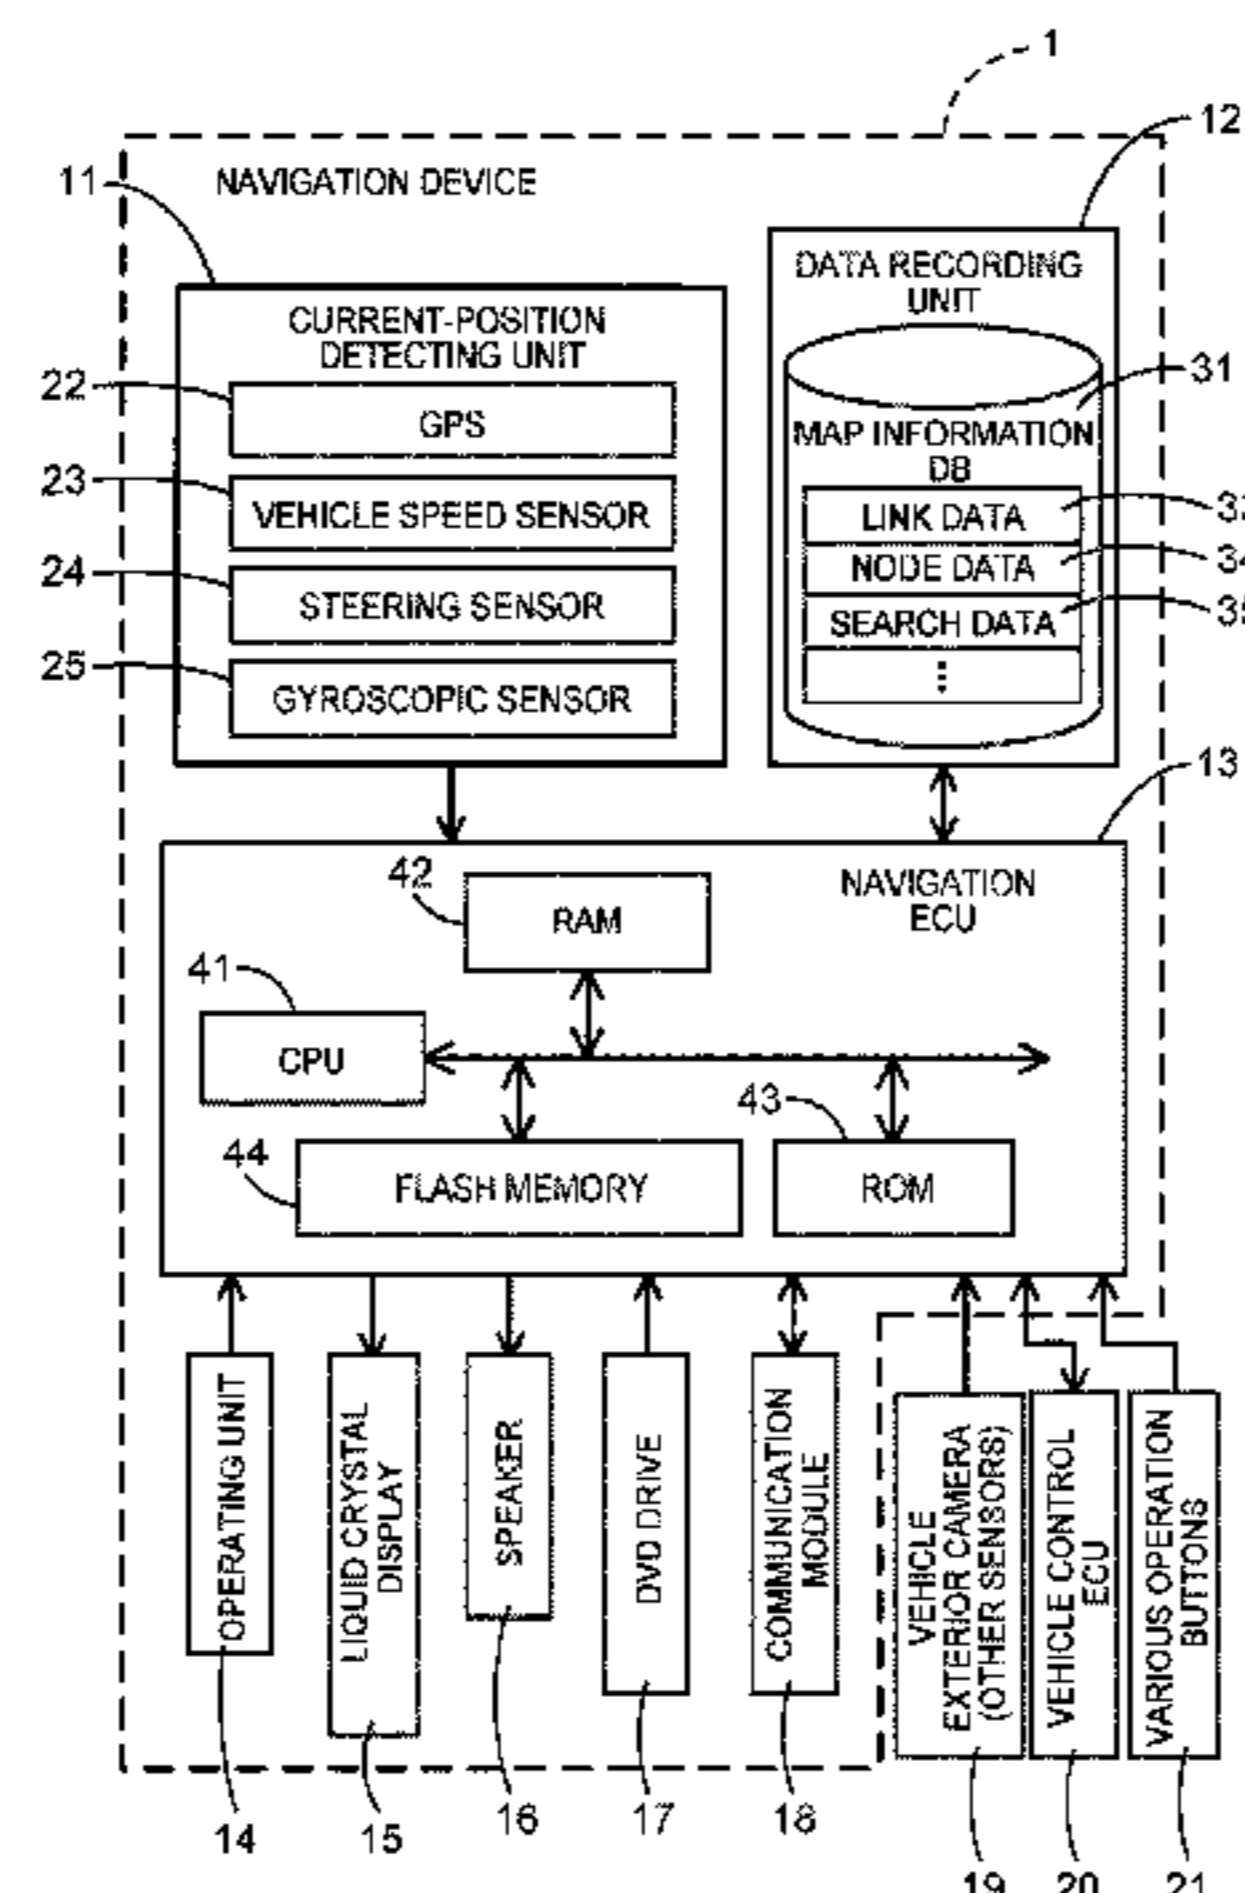 1
12
11
NAVIGATION DEVICE
DATA RECORDING
UNIT
CURRENT-POSITION
DETECTING UNIT
22
GPS
31
MAP INFORMATION
DB
23
VEHICLE SPEED SENSOR
LINK DATA
24
STEERING SENSOR
NODE DATA
SEARCH DATA
25
GYROSCOPIC SENSOR
13
42
RAM
NAVIGATION
ECU
41
CPU
43
44
FLASH MEMORY
ROM
OPERATING UNIT
LIQUID CRYSTAL
DISPLAY
SPEAKER
DVD DRIVE
COMMUNICATION
MODULE
VEHICLE
EXTERIOR CAMERA
(OTHER SENSORS)
VEHICLE CONTROL
ECU
VARIOUS OPERATION
BUTTONS
14
15
16
17
18
19
20
21